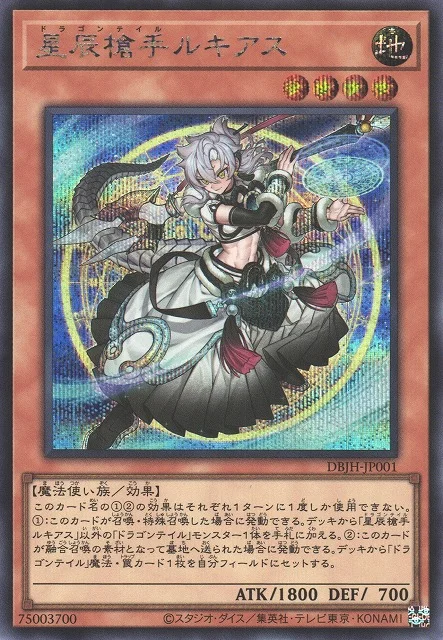 ドラゴンテイル
星辰槍手ルキアス
地
DBJH-JP001
【魔法使い族／効果】
このカード名の①②の効果はそれぞれ１ターンに１度しか使用できない。
①：このカードが召喚・特殊召喚した場合に発動できる。デッキから「星辰槍手
ルキアス」以外の「ドラゴンテイル」モンスター１体を手札に加える。②：このカード
が融合召喚の素材となって墓地へ送られた場合に発動できる。デッキから「ド
ラゴンテイル」魔法・罠カード１枚を自分フィールドにセットする。
ATK/1800 DEF/ 700
75003700 ©スタジオ・ダイス／集英社・テレビ東京・KONAMI